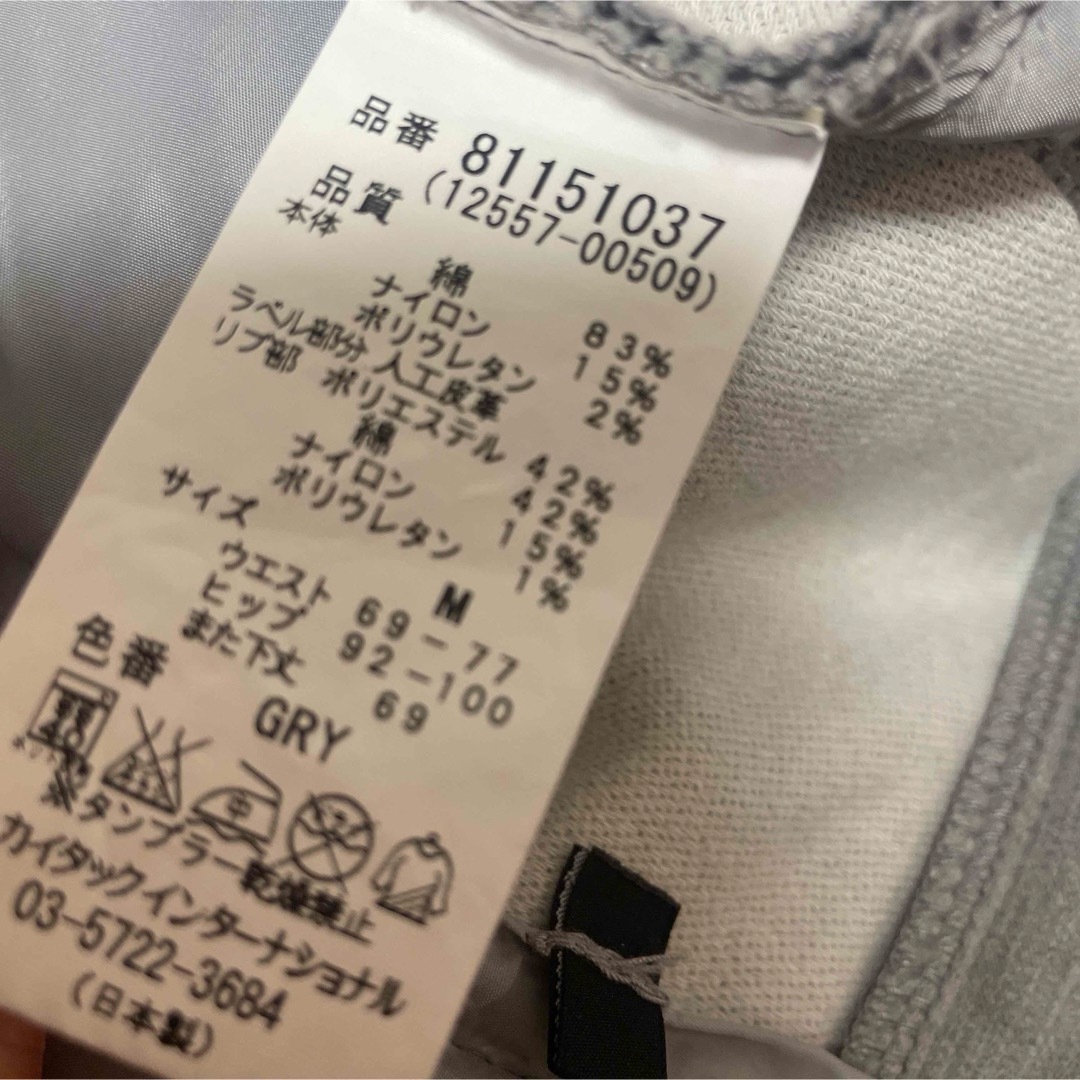 品番 81151037
(12557-00509)
品質
本体
綿 83%
ナイロン 15%
ポリウレタン 2%
ラベル部分 人工皮革
リブ部 ポリエステル 42%
綿 42%
ナイロン 15%
ポリウレタン 1%
サイズ M
ウエスト 69-77
ヒップ 92-100
また下丈 69
色番 GRY
中
※タンブラー乾燥禁止
カイタックインターナショナル
03-5722-3684
(日本製)